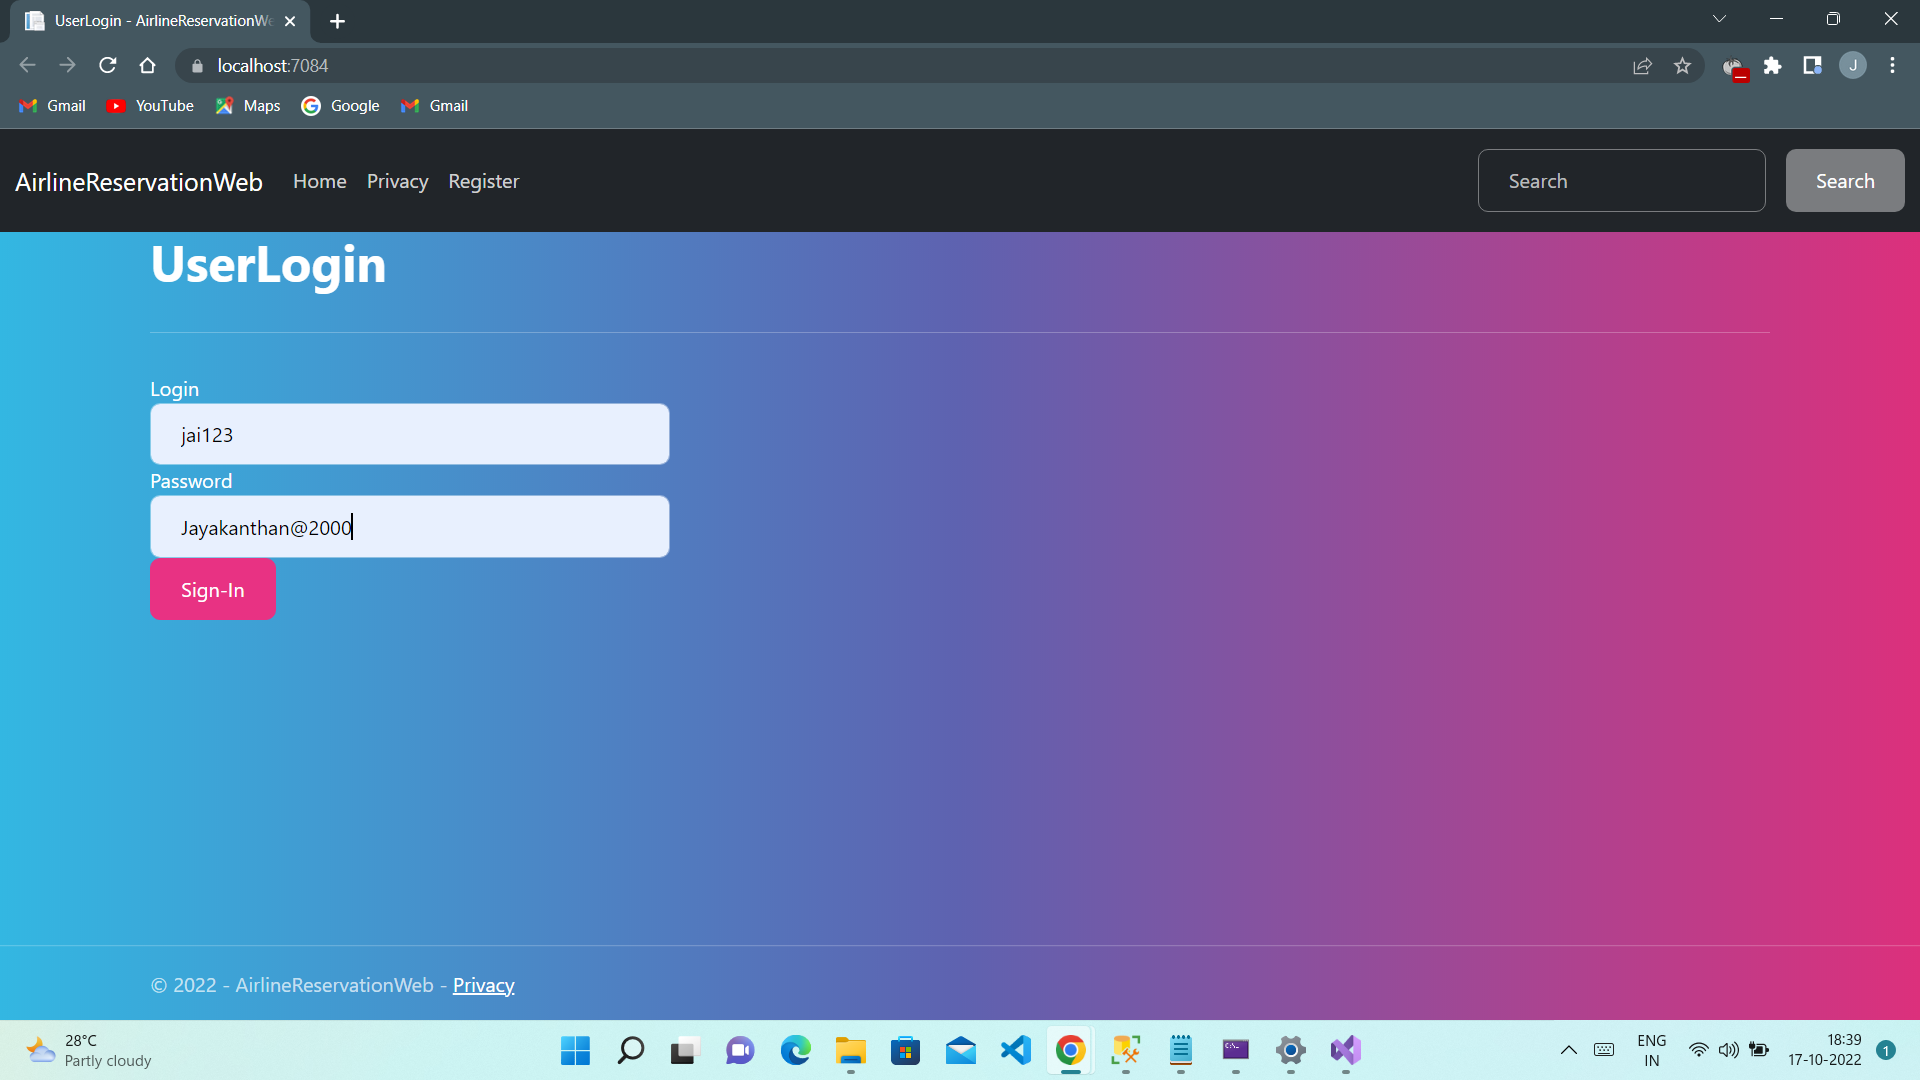 UserLogin - AirlineReservationWe
localhost:7084
Gmail YouTube Maps Google Gmail
J
AirlineReservationWeb Home Privacy Register Search Search
UserLogin
Login
jai123
Password
Jayakanthan@2000
Sign-In
© 2022 - AirlineReservationWeb - Privacy
28°C
Partly cloudy
ENG
IN
18:39
17-10-2022
1